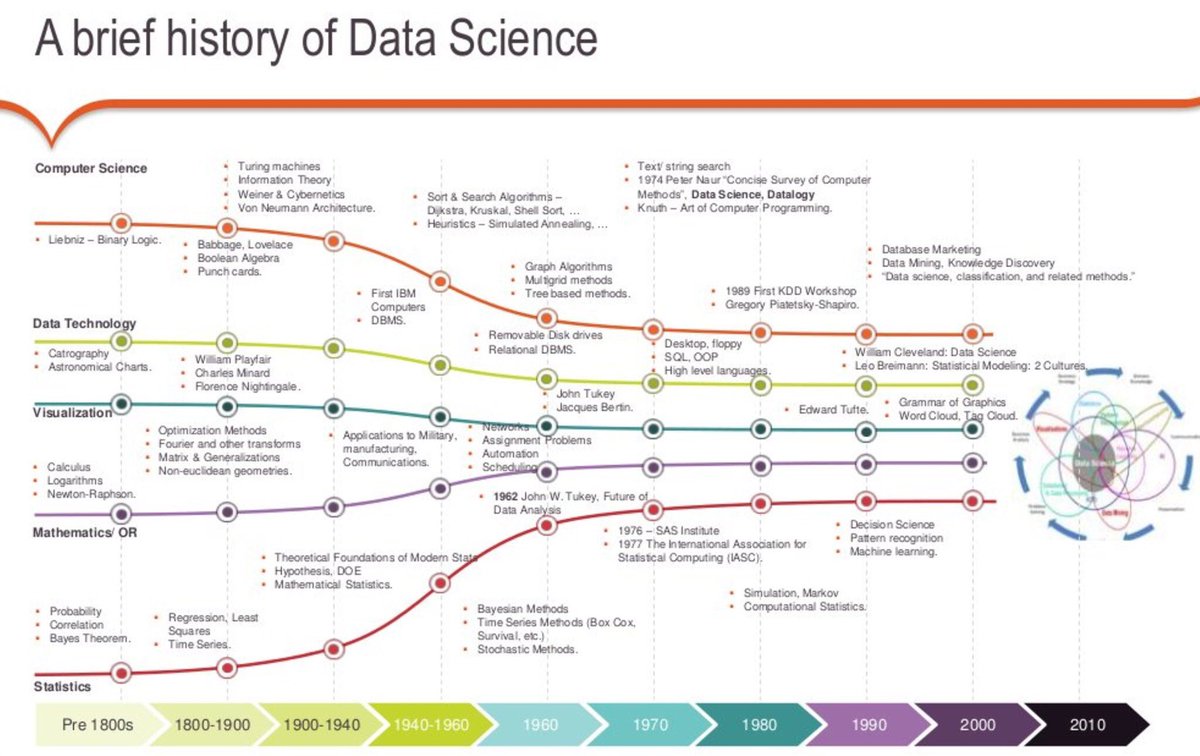 A brief history of Data Science
Computer Science
Turing machines
Information Theory
Weiner & Cybernetics
Von Neumann Architecture.
Sort & Search Algorithms –
Dijkstra, Kruskal, Shell Sort, …
Heuristics – Simulated Annealing, …
Text/ string search
1974 Peter Naur “Concise Survey of Computer
Methods”, Data Science, Datalogy
Knuth – Art of Computer Programming.
Liebniz – Binary Logic.
Babbage, Lovelace
Boolean Algebra
Punch cards.
Graph Algorithms
Multigrid methods
Tree based methods.
Database Marketing
Data Mining, Knowledge Discovery
“Data science, classification, and related methods.”
1989 First KDD Workshop
Gregory Piatetsky-Shapiro.
Data Technology
First IBM
Computers
DBMS.
Catrography
Astronomical Charts.
William Playfair
Charles Minard
Florence Nightingale.
Removable Disk drives
Relational DBMS.
Desktop, floppy
SQL, OOP
High level languages.
William Cleveland: Data Science
Leo Breimann: Statistical Modeling: 2 Cultures.
Visualization
John Tukey
Jacques Bertin.
Edward Tufte.
Grammar of Graphics
Word Cloud, Tag Cloud.
Optimization Methods
Fourier and other transforms
Matrix & Generalizations
Non-euclidean geometries.
Applications to Military,
manufacturing,
Communications.
Networks
Assignment Problems
Automation
Scheduling
Calculus
Logarithms
Newton-Raphson.
Mathematics/ OR
1962 John W. Tukey, Future of
Data Analysis
1976 – SAS Institute
1977 The International Association for
Statistical Computing (IASC).
Decision Science
Pattern recognition
Machine learning.
Theoretical Foundations of Modern Stats
Hypothesis, DOE
Mathematical Statistics.
Simulation, Markov
Computational Statistics.
Probability
Correlation
Bayes Theorem.
Regression, Least
Squares
Time Series.
Bayesian Methods
Time Series Methods (Box Cox,
Survival, etc.)
Stochastic Methods.
Statistics
Data Science
Data Mining
Pre 1800s
1800-1900
1900-1940
1940-1960
1960
1970
1980
1990
2000
2010